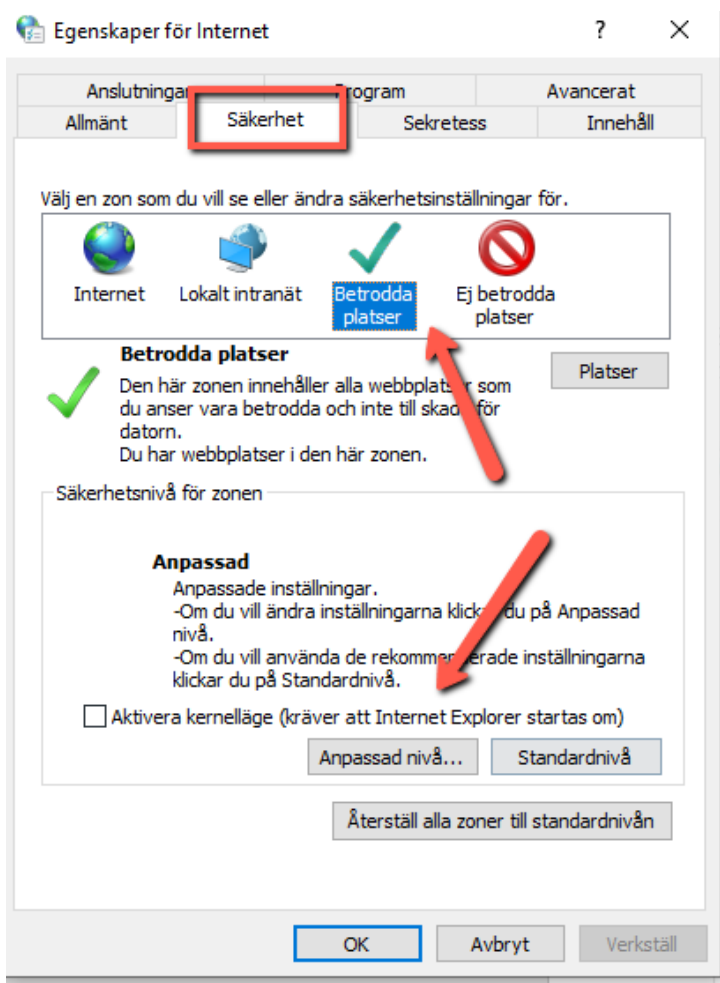 Egenskaper för Internet
?
Anslutningar
Program
Avancerat
Allmänt
Säkerhet
Sekretess
Innehåll
Välj en zon som du vill se eller ändra säkerhetsinställningar för.
Internet
Lokalt intranät
Betrodda
platser
Ej betrodda
platser
Betrodda platser
Den här zonen innehåller alla webbplatser som
du anser vara betrodda och inte till skada för
datorn.
Du har webbplatser i den här zonen.
Platser
Säkerhetsnivå för zonen
Anpassad
Anpassade inställningar.
-Om du vill ändra inställningarna klickar du på Anpassad
nivå.
-Om du vill använda de rekommenderade inställningarna
klickar du på Standardnivå.
Aktivera kernelläge (kräver att Internet Explorer startas om)
Anpassad nivå...
Standardnivå
Återställ alla zoner till standardnivån
OK
Avbryt
Verkställ